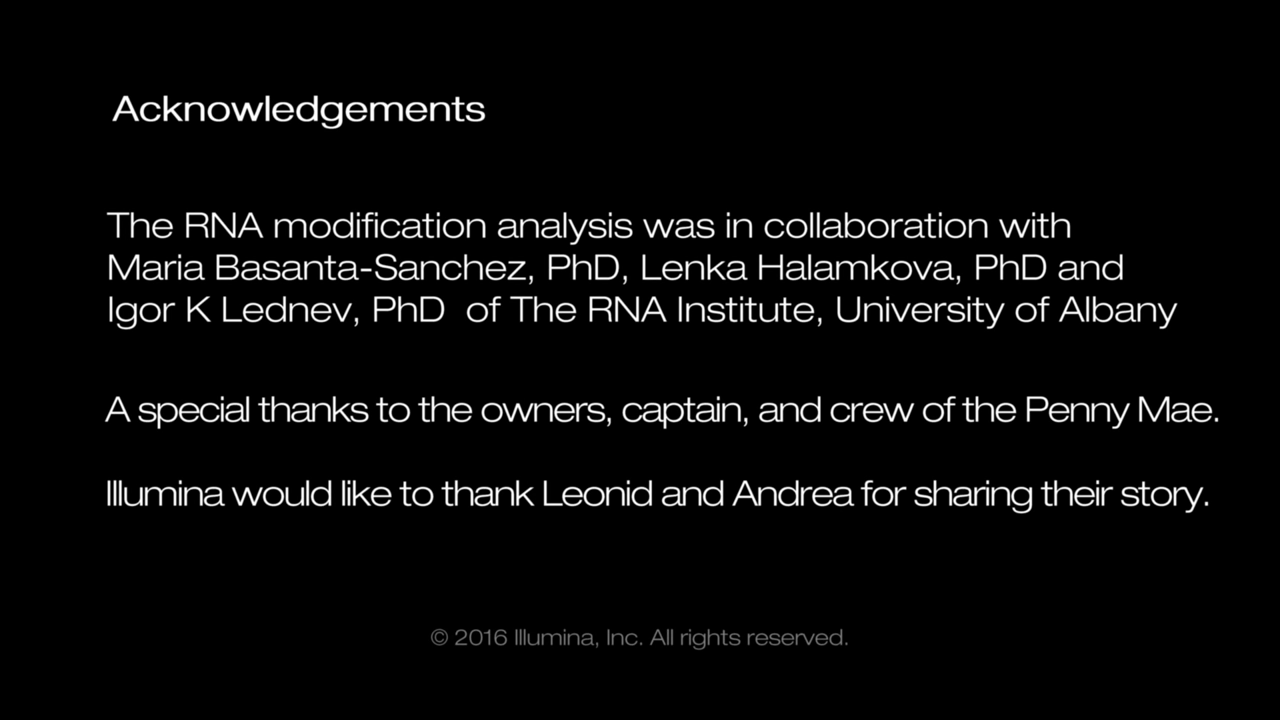 Acknowledgements
The RNA modification analysis was in collaboration with
Maria Basanta-Sanchez, PhD, Lenka Halamkova, PhD and
Igor K Lednev, PhD  of The RNA Institute, University of Albany
A special thanks to the owners, captain, and crew of the Penny Mae.
Illumina would like to thank Leonid and Andrea for sharing their story.
© 2016 Illumina, Inc. All rights reserved.